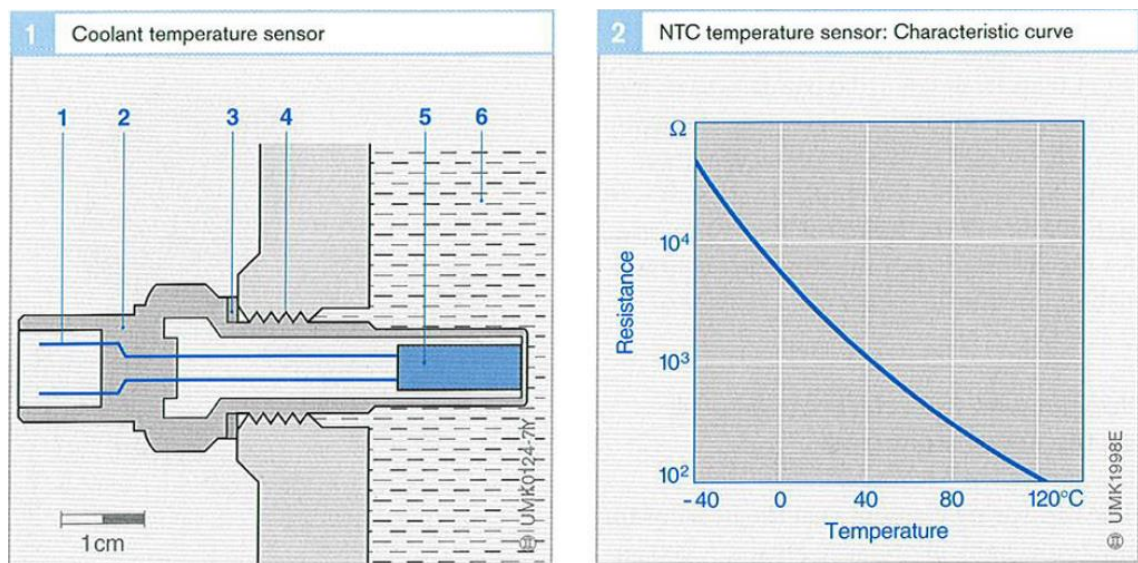 1 Coolant temperature sensor
1 2 3 4 5 6
UMK0124-7Y
1cm
2 NTC temperature sensor: Characteristic curve
Ω
10⁴
10³
10²
Resistance
-40 0 40 80 120°C
Temperature
UMK1998E